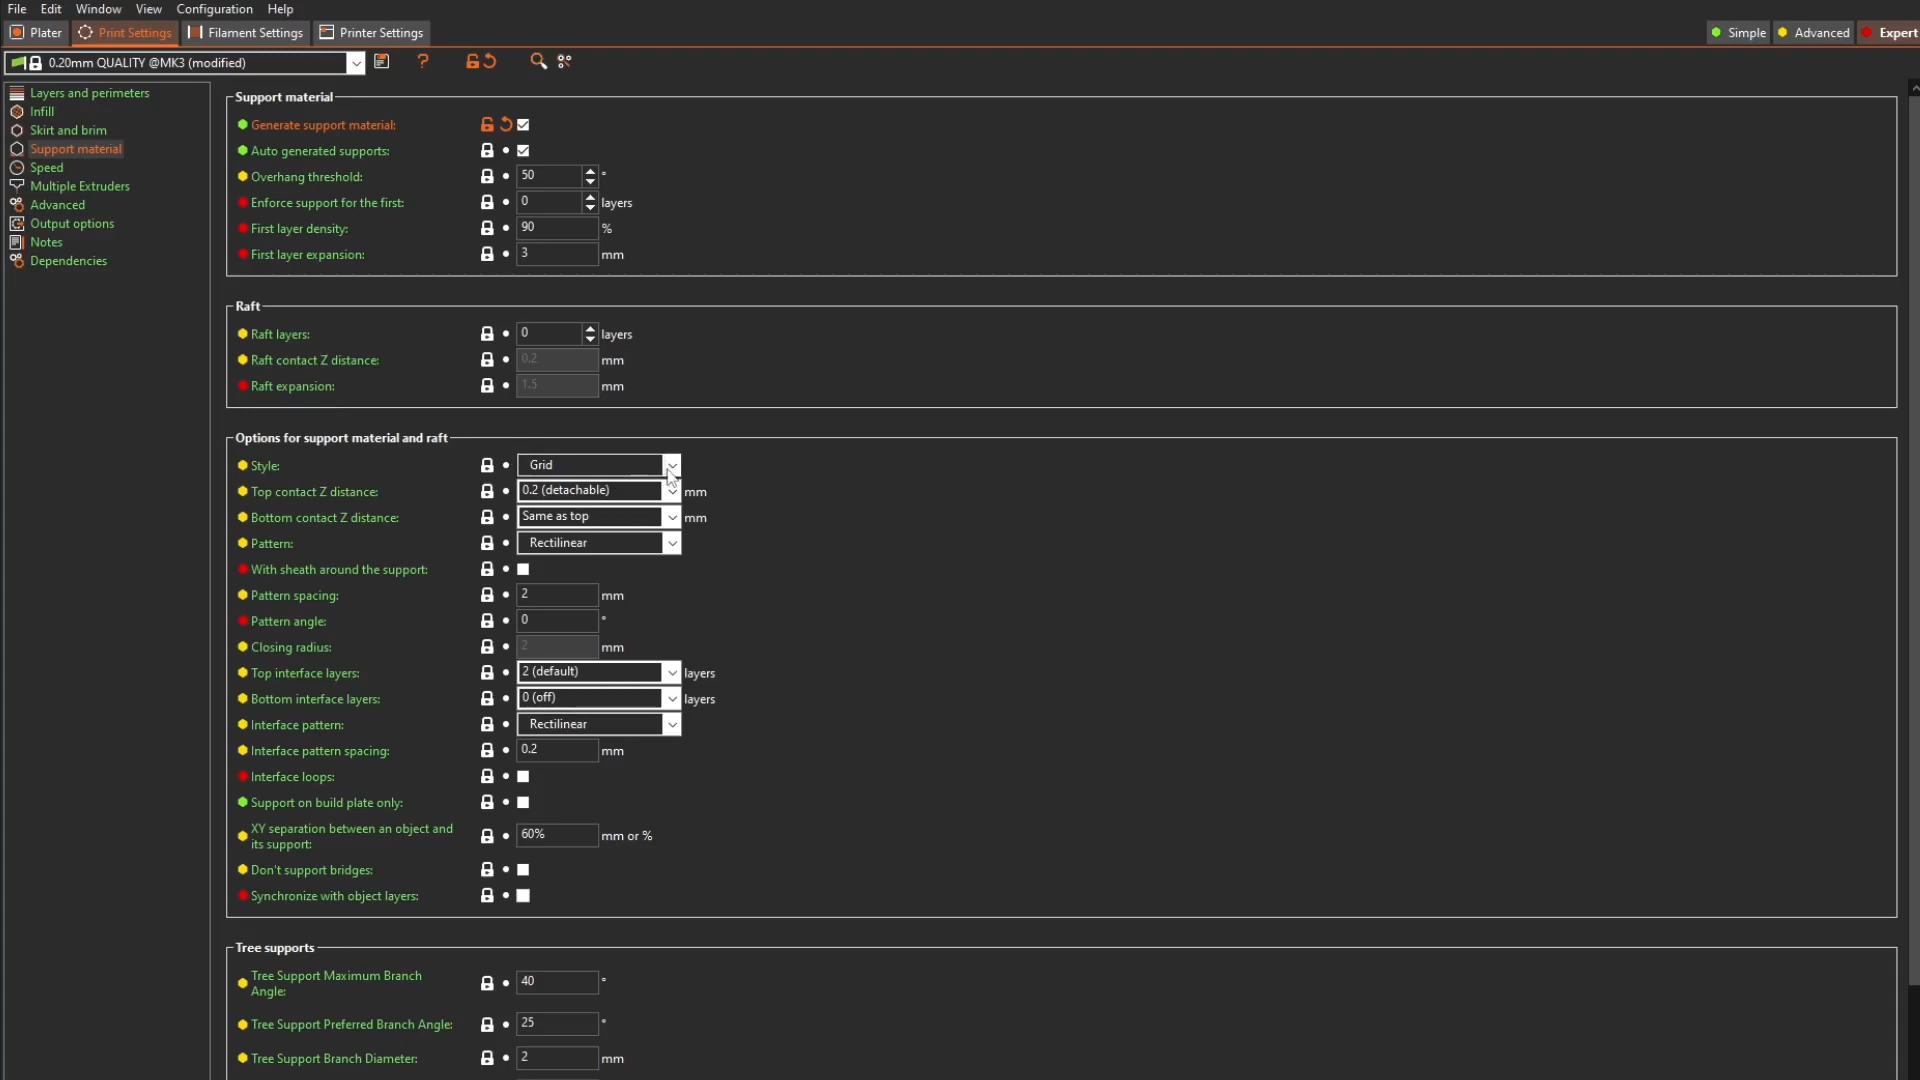 File Edit Window View Configuration Help
Plater Print Settings Filament Settings Printer Settings Simple Advanced Expert
0.20mm QUALITY @MK3 (modified) ?
Layers and perimeters
Infill
Skirt and brim
Support material
Speed
Multiple Extruders
Advanced
Output options
Notes
Dependencies
Support material
Generate support material:
Auto generated supports:
Overhang threshold: 50 °
Enforce support for the first: 0 layers
First layer density: 90 %
First layer expansion: 3 mm
Raft
Raft layers: 0 layers
Raft contact Z distance: 0.2 mm
Raft expansion: 1.5 mm
Options for support material and raft
Style: Grid
Top contact Z distance: 0.2 (detachable) mm
Bottom contact Z distance: Same as top mm
Pattern: Rectilinear
With sheath around the support:
Pattern spacing: 2 mm
Pattern angle: 0 °
Closing radius: 2 mm
Top interface layers: 2 (default) layers
Bottom interface layers: 0 (off) layers
Interface pattern: Rectilinear
Interface pattern spacing: 0.2 mm
Interface loops:
Support on build plate only:
XY separation between an object and
its support: 60% mm or %
Don't support bridges:
Synchronize with object layers:
Tree supports
Tree Support Maximum Branch
Angle: 40 °
Tree Support Preferred Branch Angle: 25 °
Tree Support Branch Diameter: 2 mm